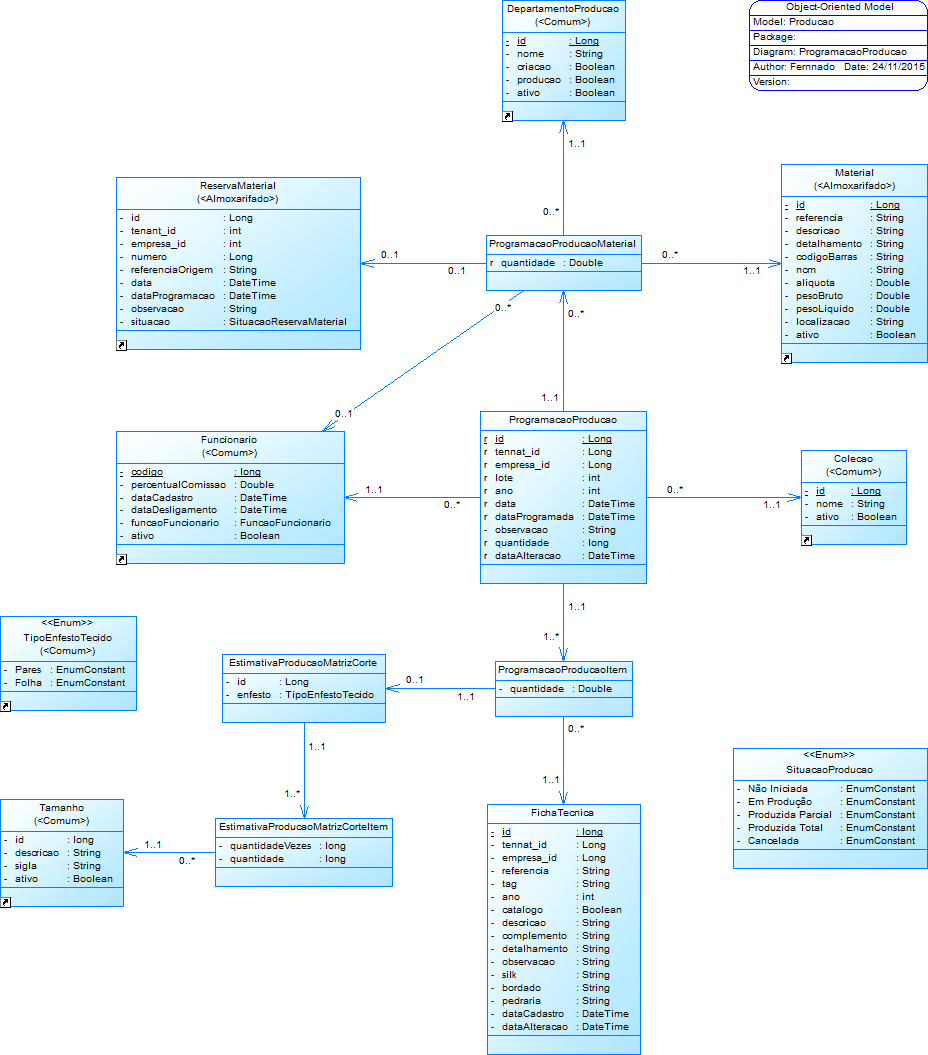 Object-Oriented Model
Model: Producao
Package:
Diagram: ProgramacaoProducao
Author: Fernnado Date: 24/11/2015
Version:
DepartamentoProducao
(<Comum>)
- id : Long
- nome : String
- criacao : Boolean
- producao : Boolean
- ativo : Boolean
1..1
0..*
ReservaMaterial
(<Almoxarifado>)
- id : Long
- tenant_id : int
- empresa_id : int
- numero : Long
- referenciaOrigem : String
- data : DateTime
- dataProgramacao : DateTime
- observacao : String
- situacao : SituacaoReservaMaterial
0..1
0..1
ProgramacaoProducaoMaterial
r quantidade : Double
0..*
1..1
Material
(<Almoxarifado>)
- id : Long
- referencia : String
- descricao : String
- detalhamento : String
- codigoBarras : String
- ncm : String
- aliquota : Double
- pesoBruto : Double
- pesoLiquido : Double
- localizacao : String
- ativo : Boolean
0..*
0..*
0..1
1..1
Funcionario
(<Comum>)
- codigo : long
- percentualComissao : Double
- dataCadastro : DateTime
- dataDesligamento : DateTime
- funcaoFuncionario : FuncaoFuncionario
- ativo : Boolean
1..1
0..*
ProgramacaoProducao
r id : Long
r tennat_id : Long
r empresa_id : Long
r lote : int
r ano : int
r data : DateTime
r dataProgramada : DateTime
- observacao : String
r quantidade : long
r dataAlteracao : DateTime
0..*
1..1
Colecao
(<Comum>)
- id : Long
- nome : String
- ativo : Boolean
1..1
1..*
<<Enum>>
TipoEnfestoTecido
(<Comum>)
- Pares : EnumConstant
- Folha : EnumConstant
EstimativaProducaoMatrizCorte
- id : Long
- enfesto : TipoEnfestoTecido
0..1
1..1
ProgramacaoProducaoItem
- quantidade : Double
1..1
1..*
0..*
1..1
<<Enum>>
SituacaoProducao
- Não Iniciada : EnumConstant
- Em Produção : EnumConstant
- Produzida Parcial : EnumConstant
- Produzida Total : EnumConstant
- Cancelada : EnumConstant
Tamanho
(<Comum>)
- id : long
- descricao : String
- sigla : String
- ativo : Boolean
1..1
0..*
EstimativaProducaoMatrizCorteItem
- quantidadeVezes : long
- quantidade : long
FichaTecnica
- id : long
- tennat_id : Long
- empresa_id : Long
- referencia : String
- tag : String
- ano : int
- catalogo : Boolean
- descricao : String
- complemento : String
- detalhamento : String
- observacao : String
- silk : String
- bordado : String
- pedraria : String
- dataCadastro : DateTime
- dataAlteracao : DateTime